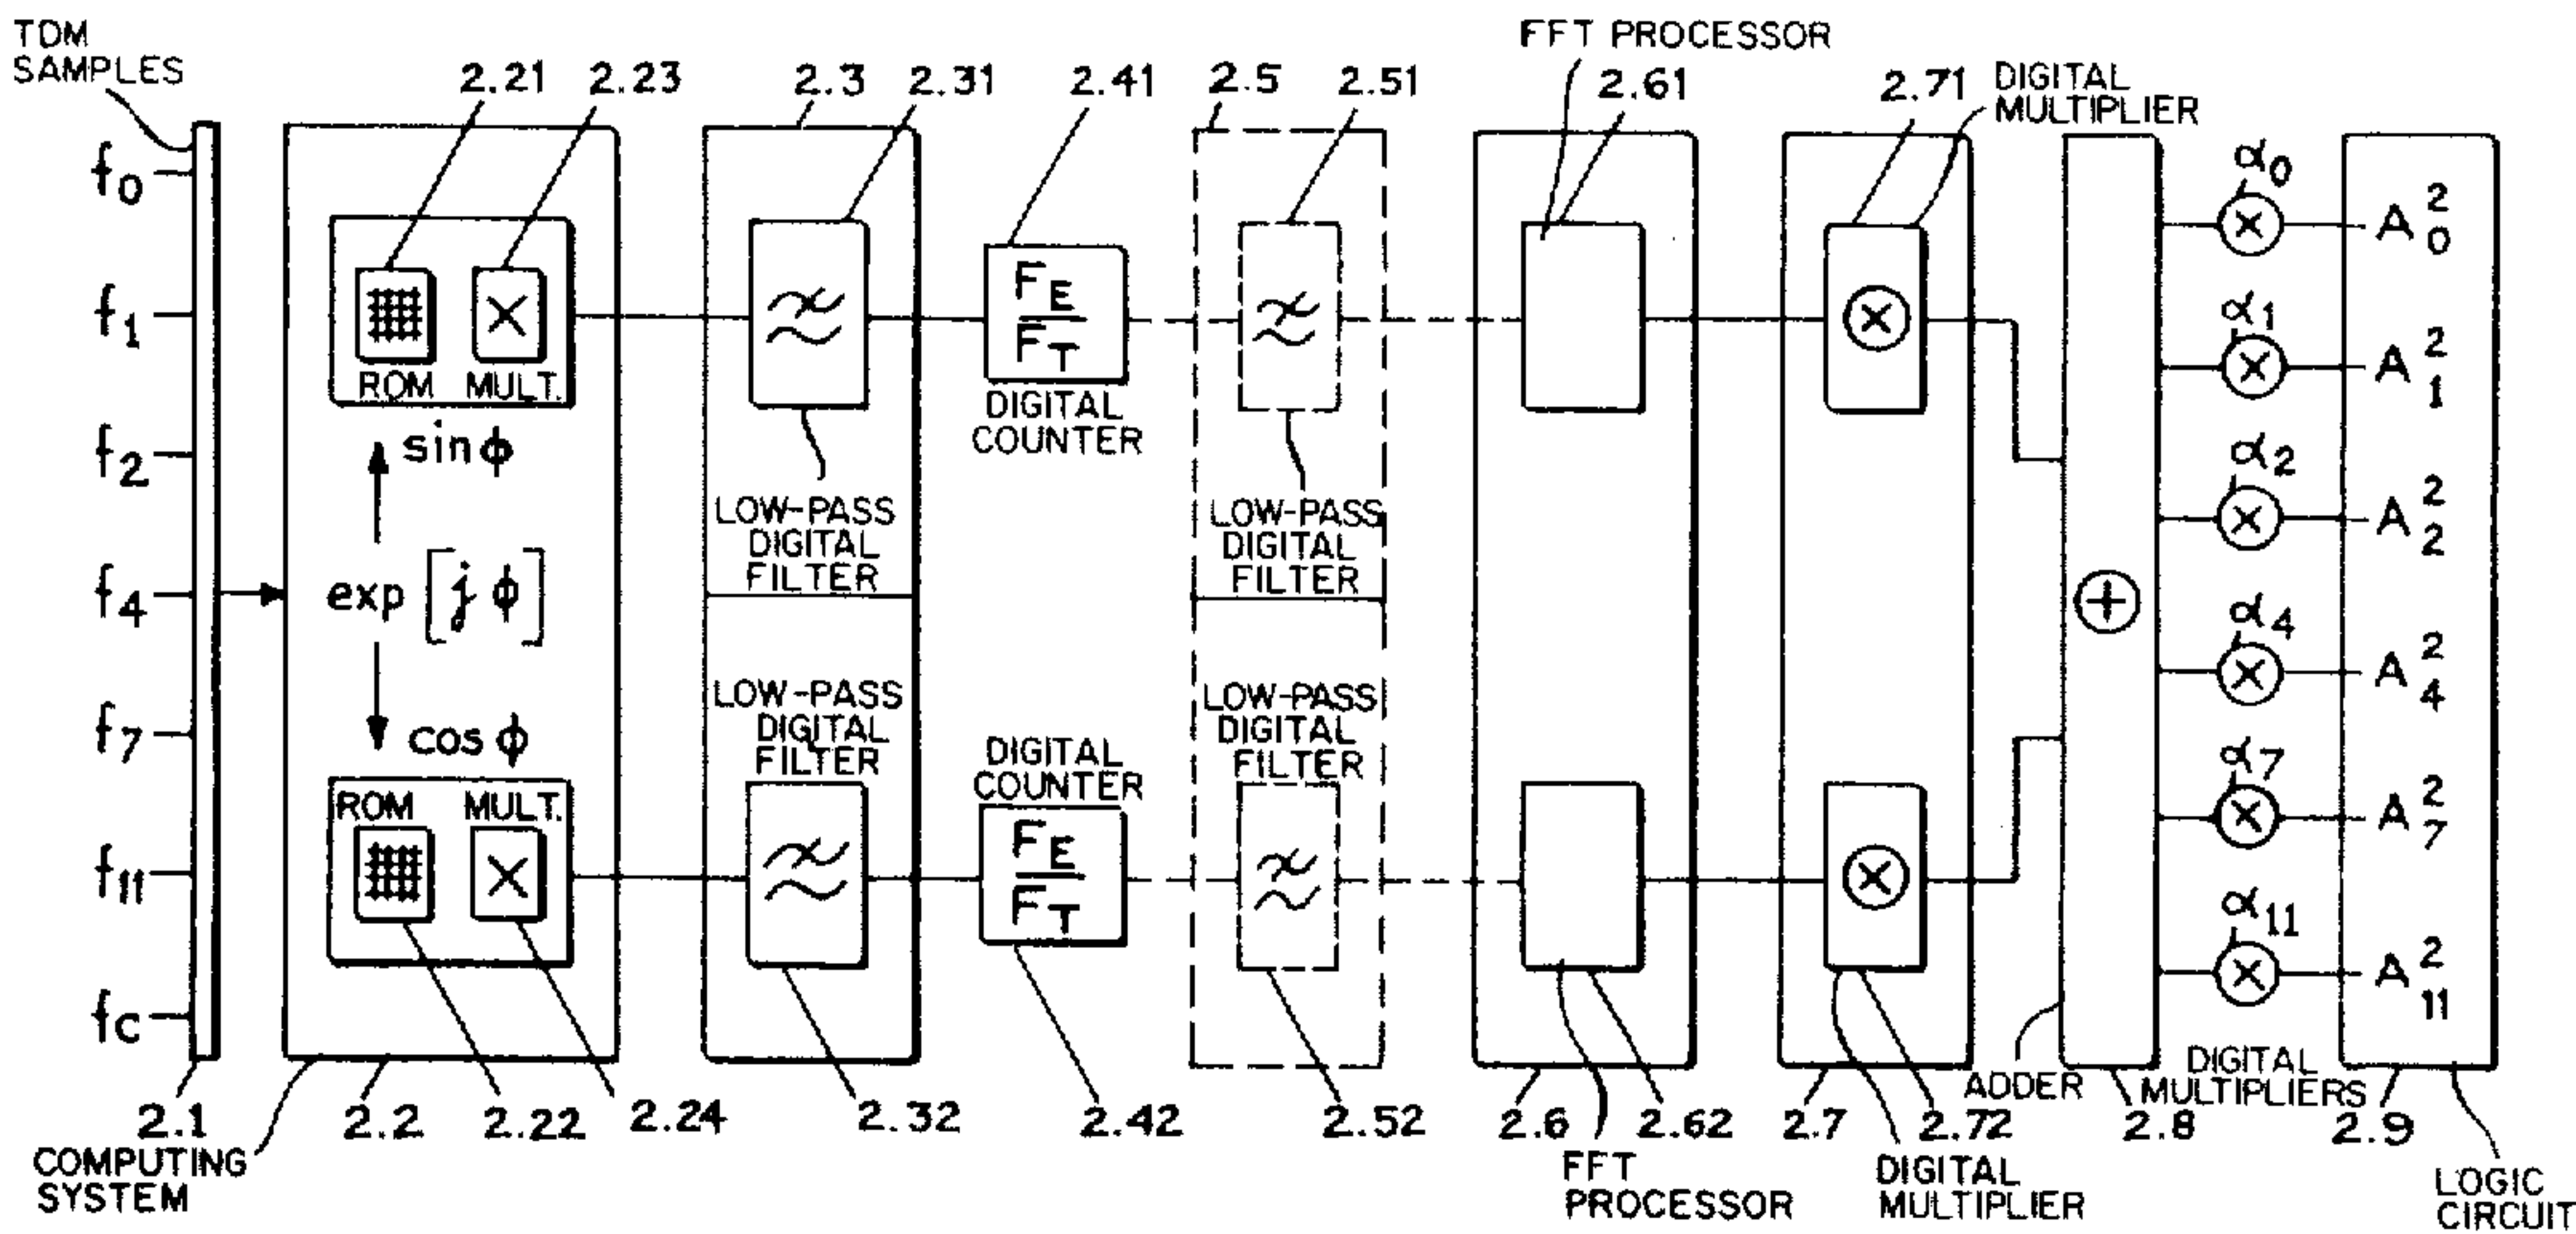 TDM
SAMPLES
2.21
2.23
2.3
2.31
2.41
2.5
2.51
FFT PROCESSOR
2.61
2.71
DIGITAL
MULTIPLIER
f0
f1
f2
f4
f7
f11
fc
ROM MULT.
sin ϕ
exp [j ϕ]
cos ϕ
ROM MULT.
LOW-PASS
DIGITAL
FILTER
LOW-PASS
DIGITAL
FILTER
FE
FT
DIGITAL
COUNTER
DIGITAL
COUNTER
FE
FT
LOW-PASS
DIGITAL
FILTER
LOW-PASS
DIGITAL
FILTER
α0
α1
α2
α4
α7
α11
A 2 0
A 2 1
A 2 2
A 2 4
A 2 7
A 2 11
2.1
COMPUTING
SYSTEM
2.2
2.22
2.24
2.32
2.42
2.52
2.6
FFT
PROCESSOR
2.62
2.7
2.72
DIGITAL
MULTIPLIER
ADDER
2.8
DIGITAL
MULTIPLIERS
2.9
LOGIC
CIRCUIT